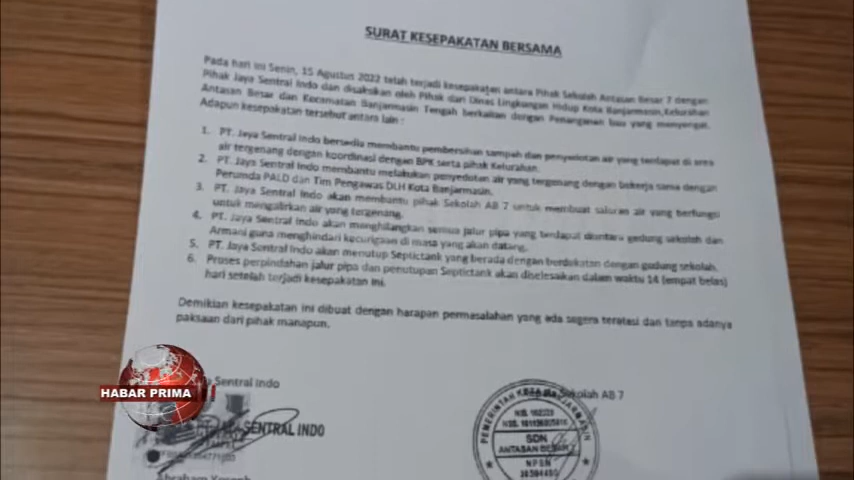 SURAT KESEPAKATAN BERSAMA
Pada hari ini Senin, 15 Agustus 2022 telah terjadi kesepakatan antara Pihak Sekolah Antasan Besar 7 dengan
Pihak Jaya Sentral Indo dan disaksikan oleh Pihak dari Dinas Lingkungan Hidup Kota Banjarmasin, Kelurahan
Antasan Besar dan Kecamatan Banjarmasin Tengah berkaitan dengan Penanganan bau yang menyengat.
Adapun kesepakatan tersebut antara lain :
1. PT. Jaya Sentral Indo bersedia membantu pembersihan sampah dan penyedotan air yang terdapat di area
air tergenang dengan koordinasi dengan BPK serta pihak Kelurahan.
2. PT. Jaya Sentral Indo membantu melakukan penyedotan air yang tergenang dengan bekerja sama dengan
Perumda PALD dan Tim Pengawas DLH Kota Banjarmasin.
3. PT. Jaya Sentral Indo akan membantu pihak Sekolah AB 7 untuk membuat saluran air yang berfungsi
untuk mengalirkan air yang tergenang.
4. PT. Jaya Sentral Indo akan menghilangkan semua jalur pipa yang terdapat diantara gedung sekolah dan
Armani guna menghindari kecurigaan di masa yang akan datang.
5. PT. Jaya Sentral Indo akan menutup Septictank yang berada dengan berdekatan dengan gedung sekolah.
6. Proses perpindahan jalur pipa dan penutupan Septictank akan diselesaikan dalam waktu 14 (empat belas)
hari setelah terjadi kesepakatan ini.
Demikian kesepakatan ini dibuat dengan harapan permasalahan yang ada segera teratasi dan tanpa adanya
paksaan dari pihak manapun.
Sentral Indo
Sekolah AB 7
HABAR PRIMA
SENTRAL INDO
PEMERINTAH KOTA BANJARMASIN
SDN
ANTASAN BESAR
NPSN